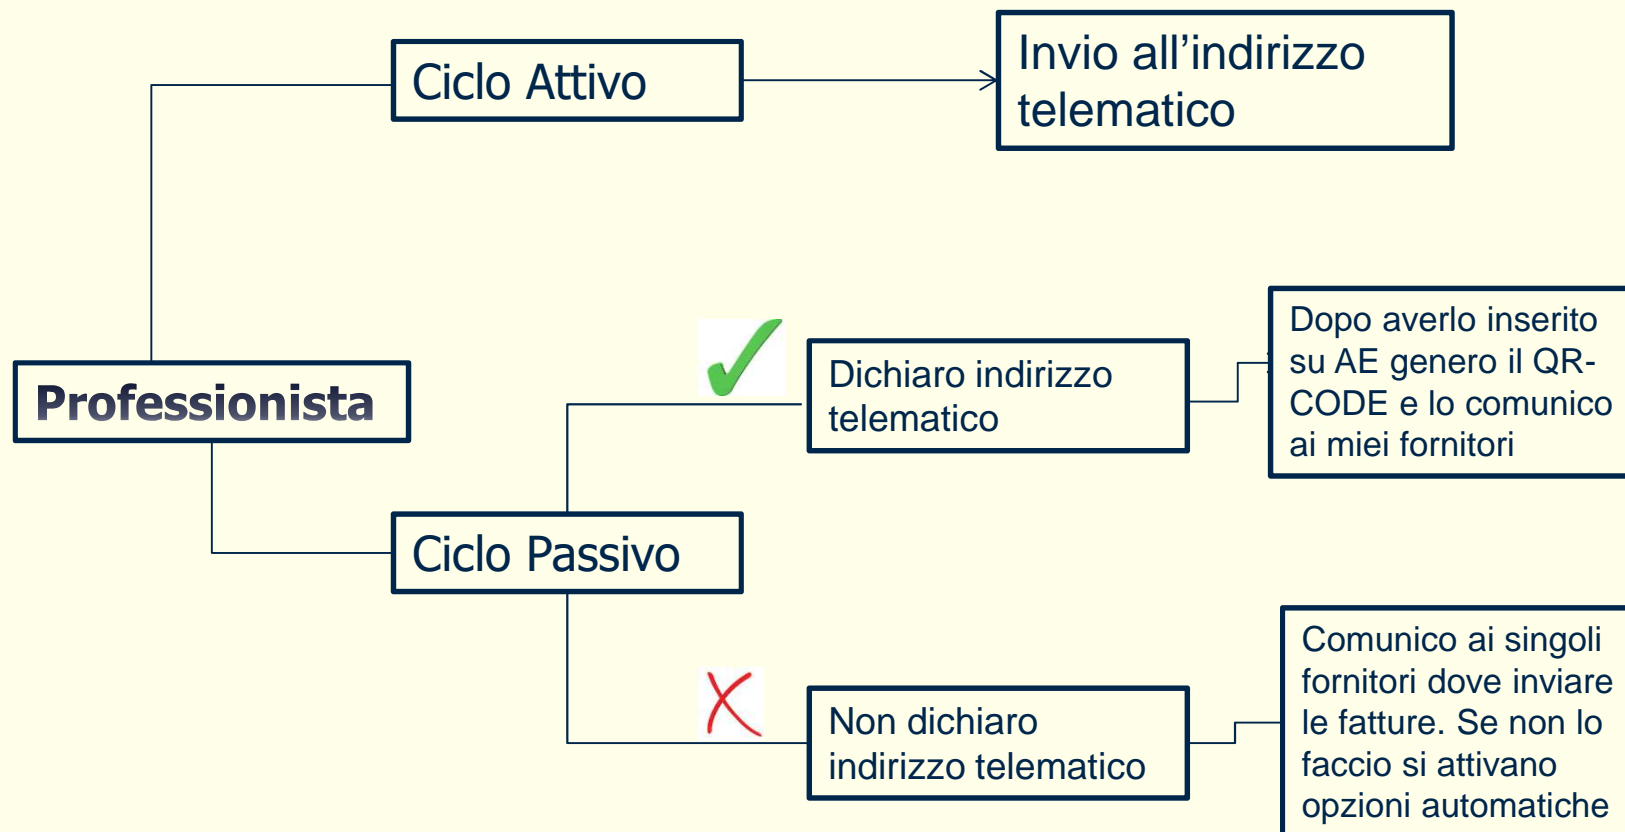 Ciclo Attivo
Invio all’indirizzo
telematico
Professionista
Dichiaro indirizzo
telematico
Dopo averlo inserito
su AE genero il QR-
CODE e lo comunico
ai miei fornitori
Ciclo Passivo
Non dichiaro
indirizzo telematico
Comunico ai singoli
fornitori dove inviare
le fatture. Se non lo
faccio si attivano
opzioni automatiche